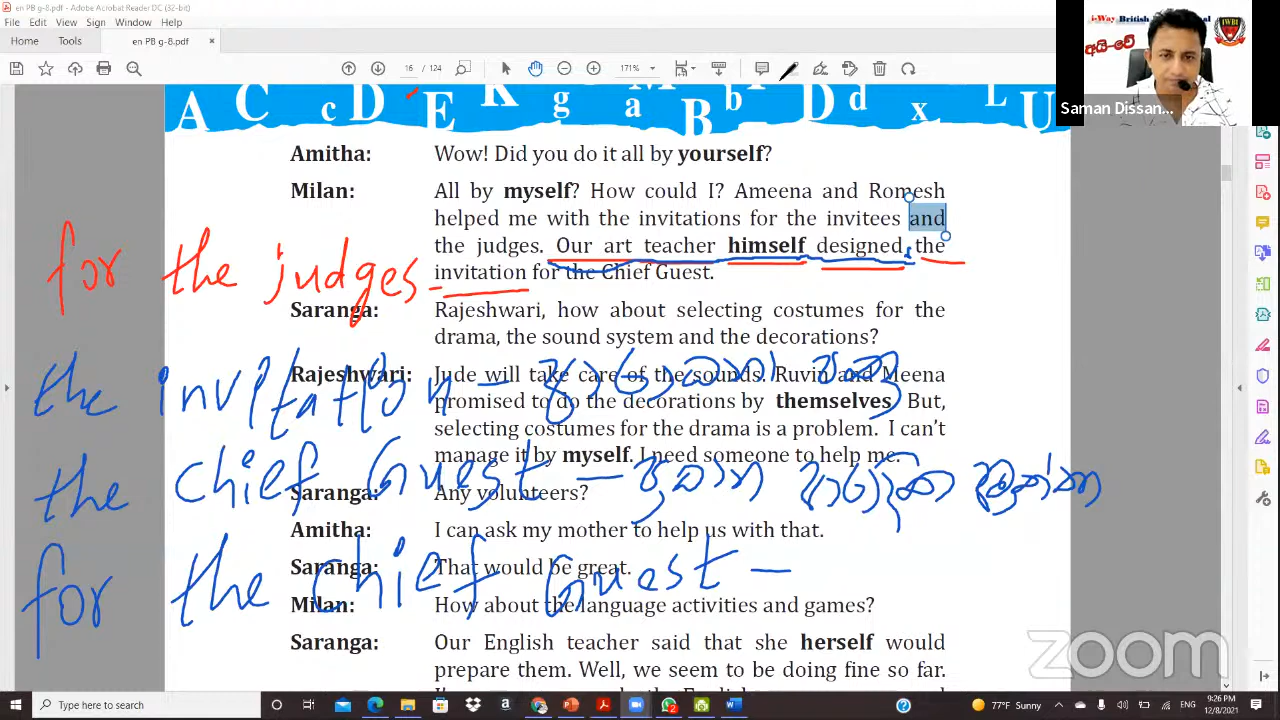 en PB g-8.pdf - Adobe Acrobat Reader DC (32-bit)
File Edit View Sign Window Help
Home Tools en PB g-8.pdf ×
16 / 124 171%
i-Way British
අයි-වේ
Saman Dissan...
A C c D E K g a M B b D d x L U
Amitha: Wow! Did you do it all by yourself?
Milan: All by myself? How could I? Ameena and Romesh
helped me with the invitations for the invitees and
the judges. Our art teacher himself designed the
invitation for the Chief Guest.
for the judges -
Saranga: Rajeshwari, how about selecting costumes for the
drama, the sound system and the decorations?
the invitation -
Rajeshwari: Jude will take care of the sounds. Ruvin and Meena
promised to do the decorations by themselves. But,
selecting costumes for the drama is a problem. I can't
manage it by myself. I need someone to help me.
the Chief Guest -
Saranga: Any volunteers?
Amitha: I can ask my mother to help us with that.
Saranga: That would be great.
for the Chief Guest -
Milan: How about the language activities and games?
Saranga: Our English teacher said that she herself would
prepare them. Well, we seem to be doing fine so far.
zoom
Type here to search
77°F Sunny ENG 9:26 PM
12/8/2021